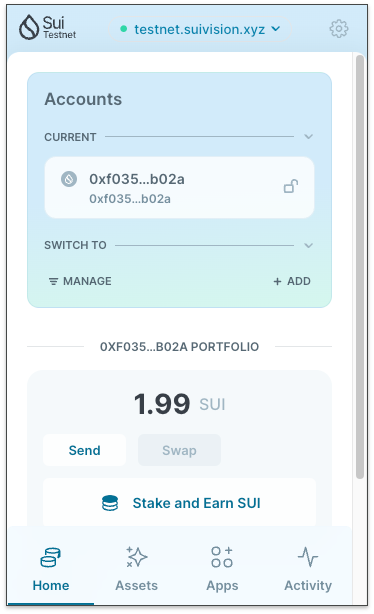 Sui
Testnet
testnet.suivision.xyz
Accounts
CURRENT
0xf035...b02a
0xf035...b02a
SWITCH TO
MANAGE
+ ADD
0XF035...B02A PORTFOLIO
1.99 SUI
Send
Swap
Stake and Earn SUI
Home
Assets
Apps
Activity